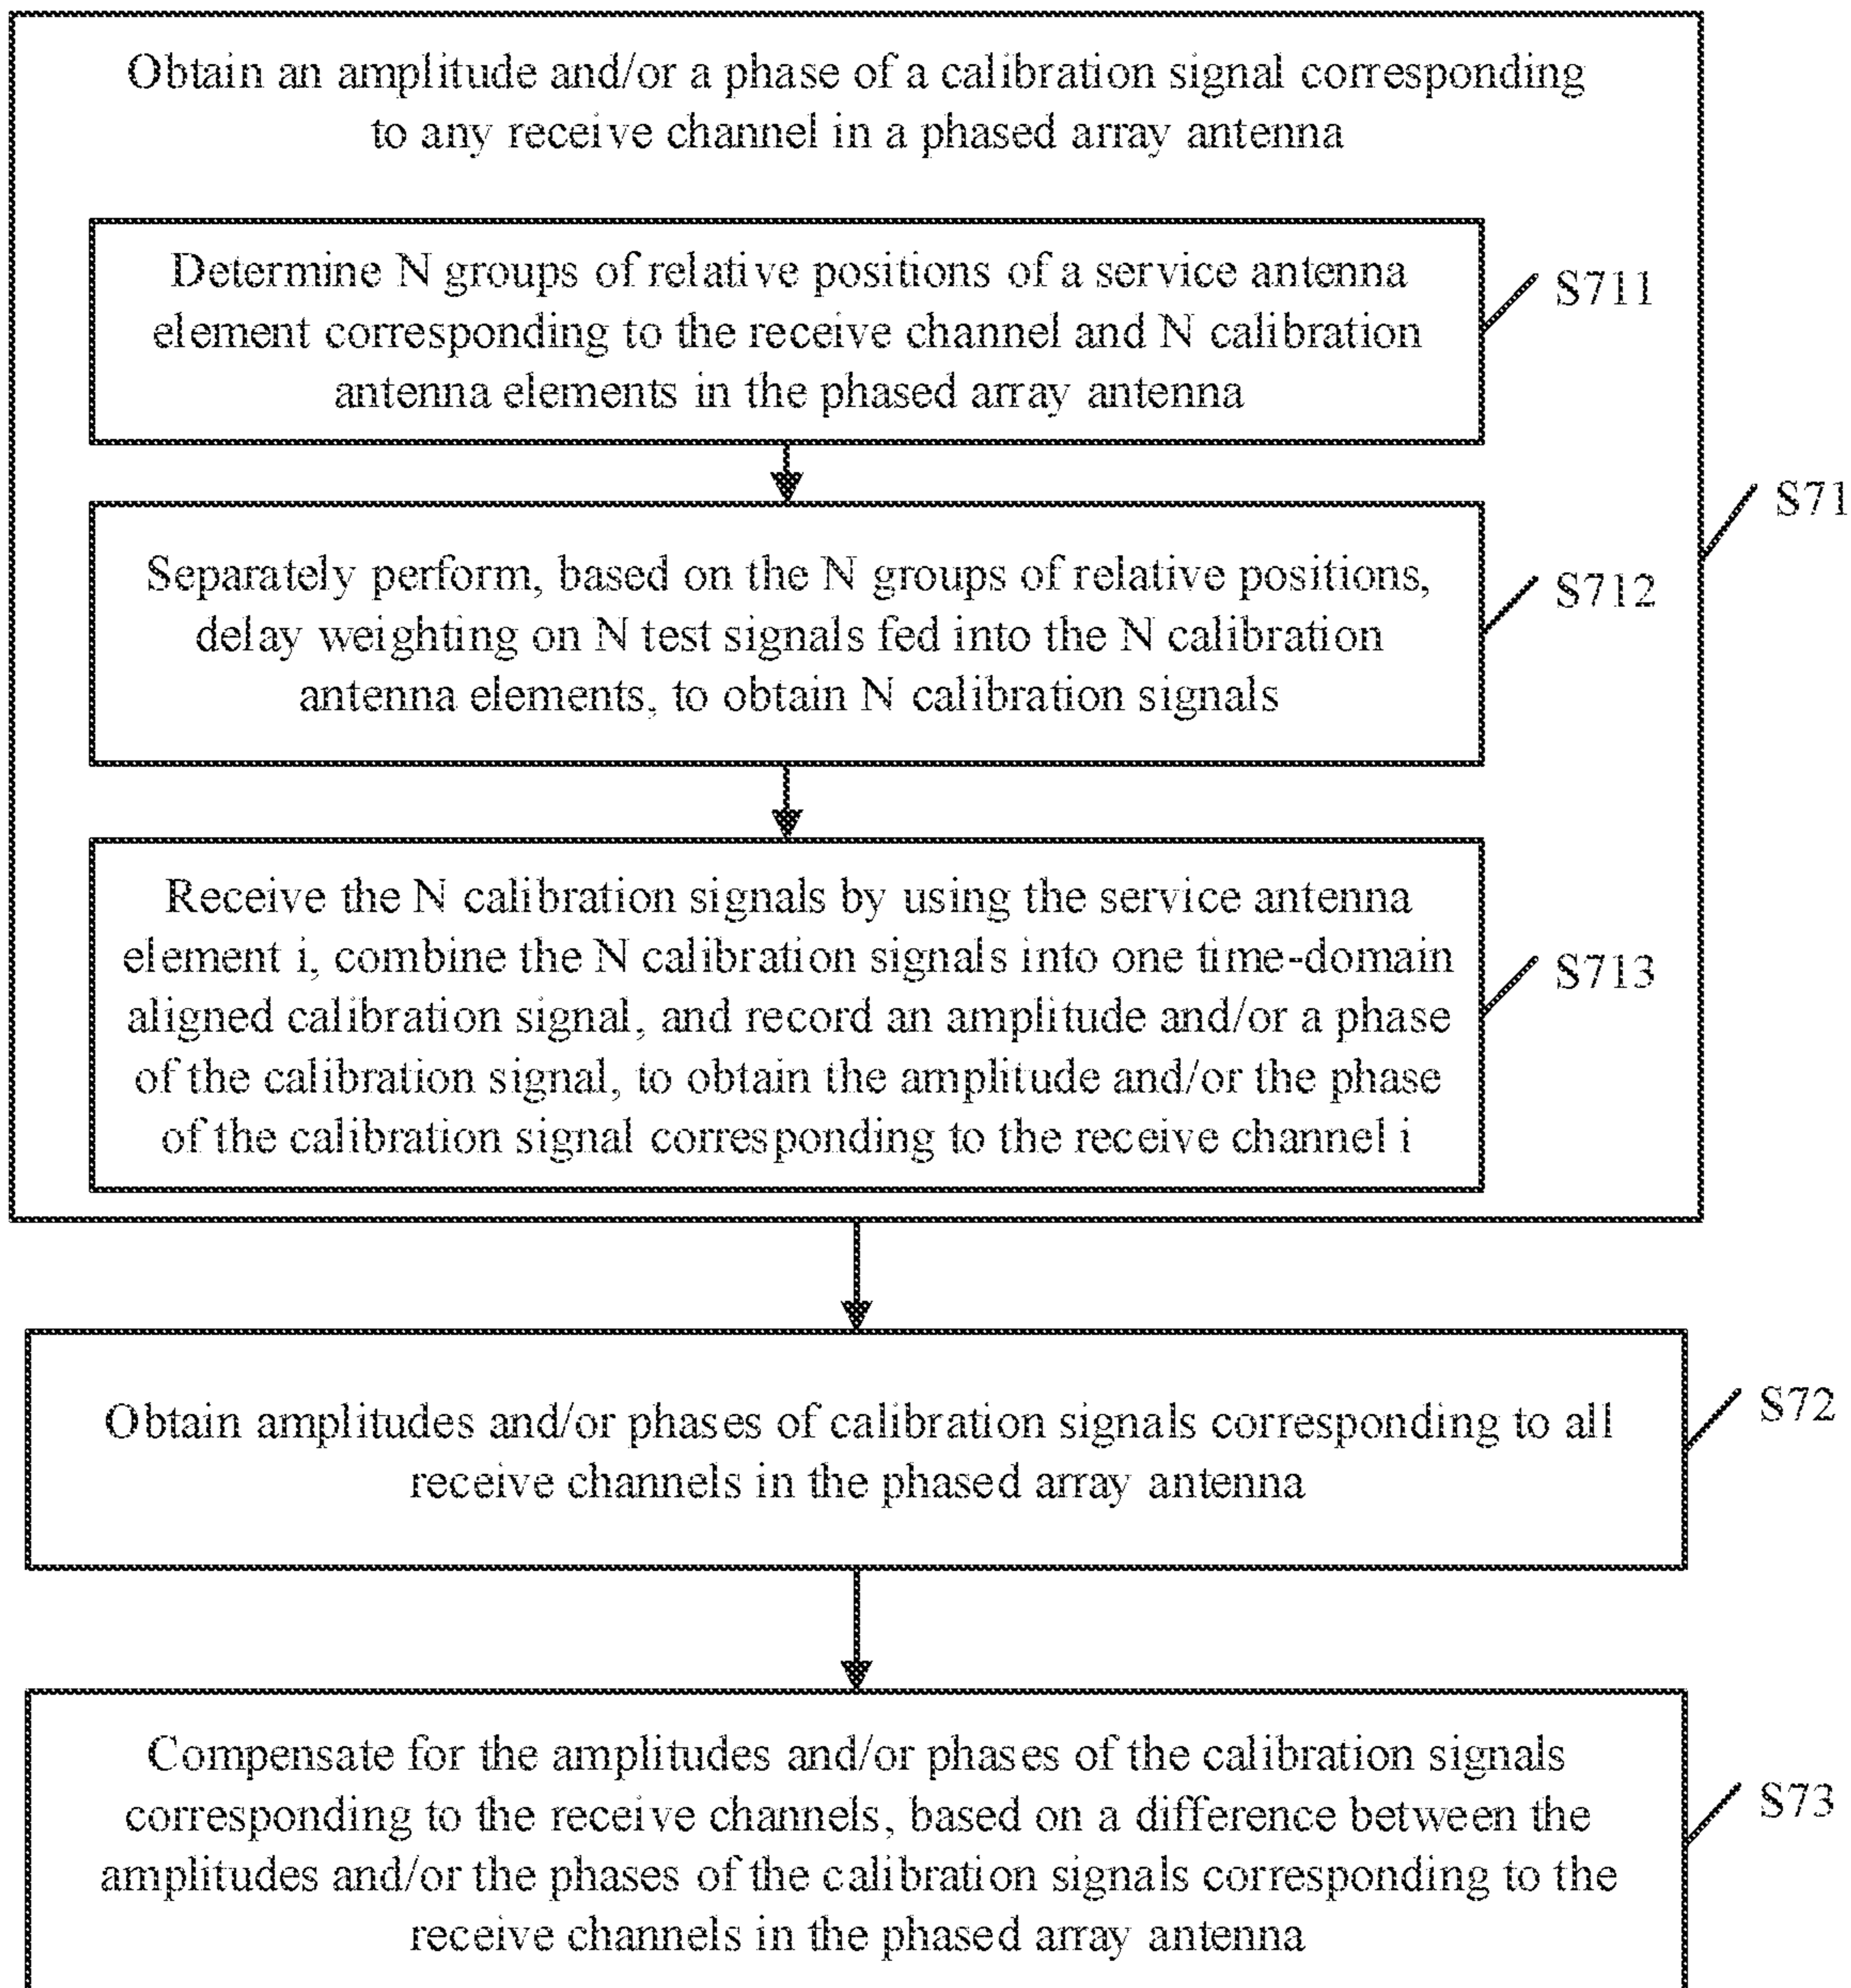 Obtain an amplitude and/or a phase of a calibration signal corresponding
to any receive channel in a phased array antenna
Determine N groups of relative positions of a service antenna
element corresponding to the receive channel and N calibration
antenna elements in the phased array antenna
S711
S71
Separately perform, based on the N groups of relative positions,
delay weighting on N test signals fed into the N calibration
antenna elements, to obtain N calibration signals
S712
Receive the N calibration signals by using the service antenna
element i, combine the N calibration signals into one time-domain
aligned calibration signal, and record an amplitude and/or a phase
of the calibration signal, to obtain the amplitude and/or the phase
of the calibration signal corresponding to the receive channel i
S713
Obtain amplitudes and/or phases of calibration signals corresponding to all
receive channels in the phased array antenna
S72
Compensate for the amplitudes and/or phases of the calibration signals
corresponding to the receive channels, based on a difference between the
amplitudes and/or the phases of the calibration signals corresponding to the
receive channels in the phased array antenna
S73